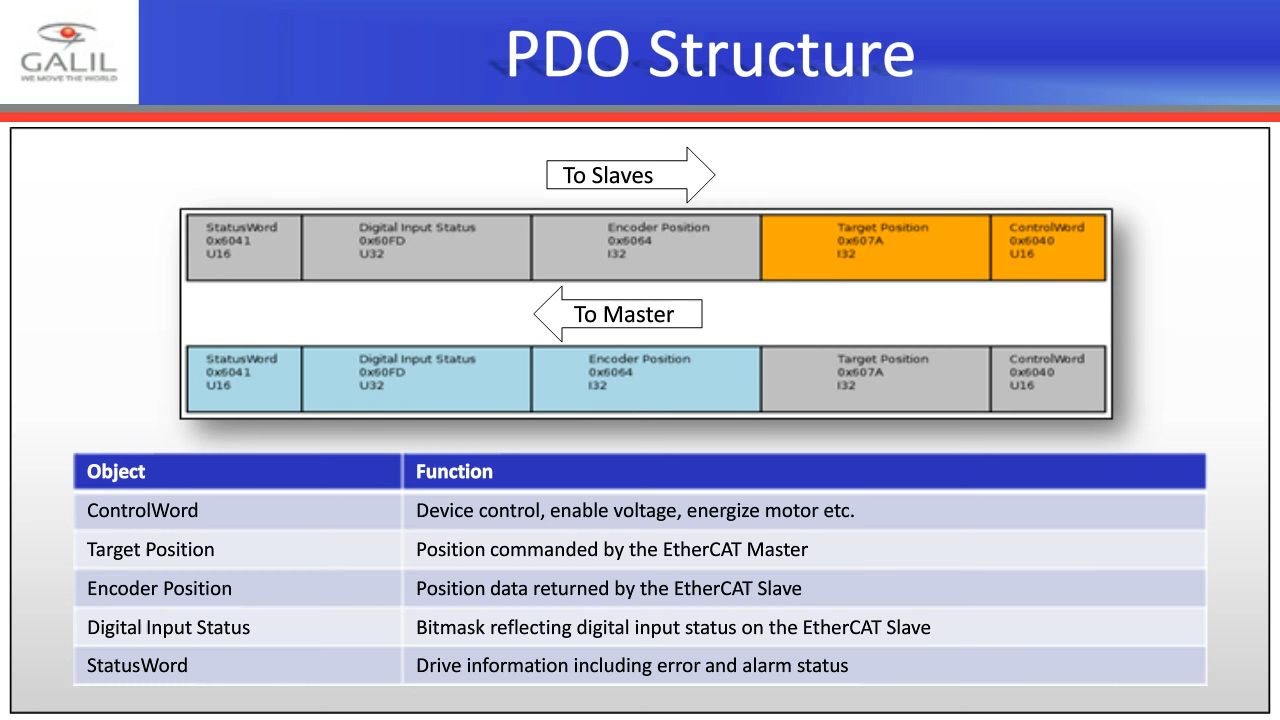 GALIL
WE MOVE THE WORLD
PDO Structure
To Slaves
StatusWord
0x6041
U16
Digital Input Status
0x60FD
U32
Encoder Position
0x6064
I32
Target Position
0x607A
I32
ControlWord
0x6040
U16
To Master
StatusWord
0x6041
U16
Digital Input Status
0x60FD
U32
Encoder Position
0x6064
I32
Target Position
0x607A
I32
ControlWord
0x6040
U16
Object Function
ControlWord Device control, enable voltage, energize motor etc.
Target Position Position commanded by the EtherCAT Master
Encoder Position Position data returned by the EtherCAT Slave
Digital Input Status Bitmask reflecting digital input status on the EtherCAT Slave
StatusWord Drive information including error and alarm status